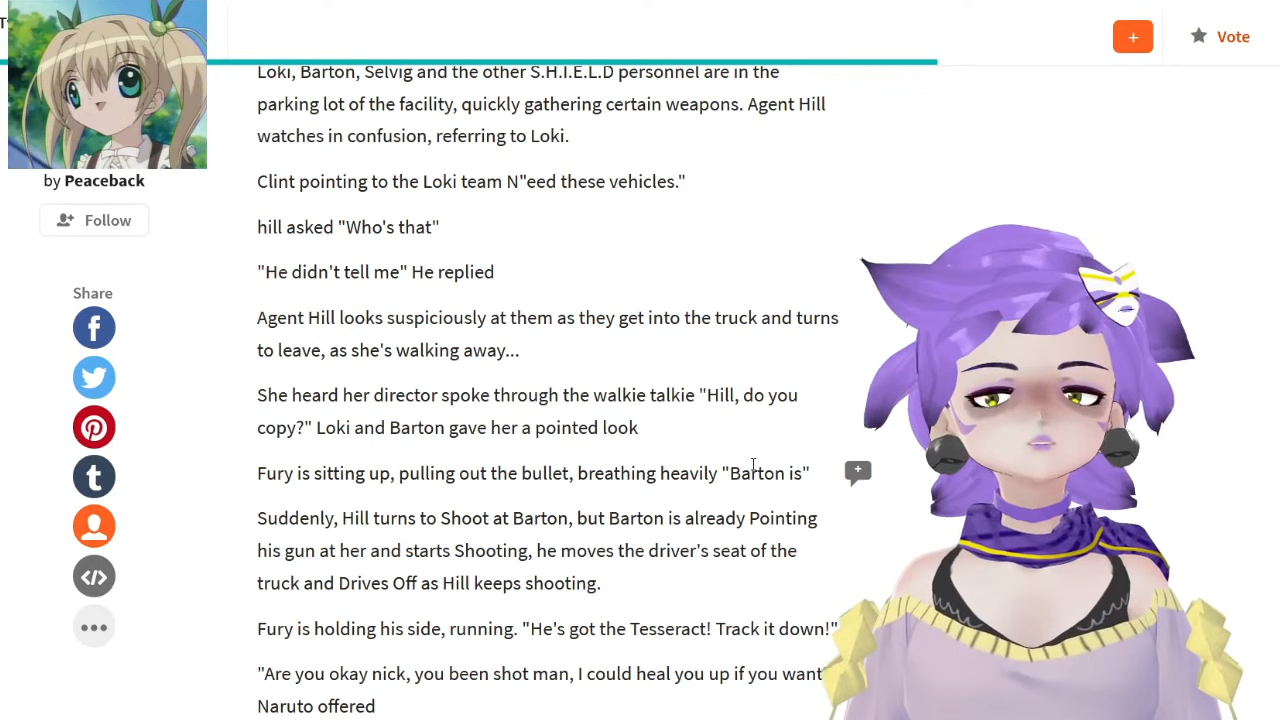 T
+
Vote
Loki, Barton, Selvig and the other S.H.I.E.L.D personnel are in the
parking lot of the facility, quickly gathering certain weapons. Agent Hill
watches in confusion, referring to Loki.
by Peaceback
Follow
Clint pointing to the Loki team N"eed these vehicles."
hill asked "Who's that"
"He didn't tell me" He replied
Share
Agent Hill looks suspiciously at them as they get into the truck and turns
to leave, as she's walking away...
She heard her director spoke through the walkie talkie "Hill, do you
copy?" Loki and Barton gave her a pointed look
Fury is sitting up, pulling out the bullet, breathing heavily "Barton is"
+
Suddenly, Hill turns to Shoot at Barton, but Barton is already Pointing
his gun at her and starts Shooting, he moves the driver's seat of the
truck and Drives Off as Hill keeps shooting.
Fury is holding his side, running. "He's got the Tesseract! Track it down!"
"Are you okay nick, you been shot man, I could heal you up if you want"
Naruto offered